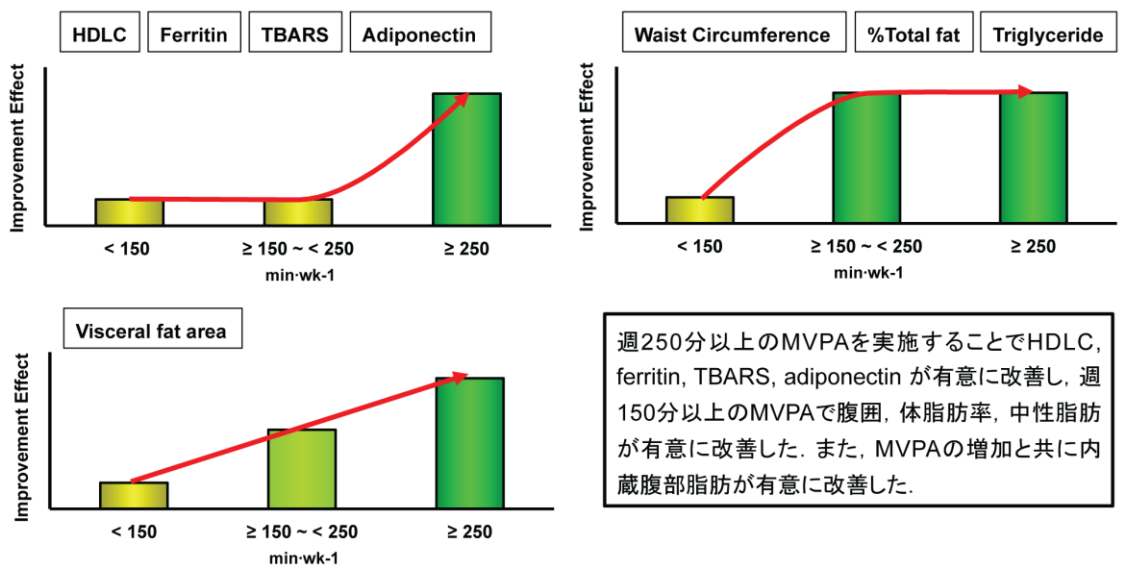 HDLC Ferritin TBARS Adiponectin
Improvement Effect
< 150 ≥ 150 ~ < 250 ≥ 250
min·wk-1
Waist Circumference %Total fat Triglyceride
Improvement Effect
< 150 ≥ 150 ~ < 250 ≥ 250
min·wk-1
Visceral fat area
Improvement Effect
< 150 ≥ 150 ~ < 250 ≥ 250
min·wk-1
週250分以上のMVPAを実施することでHDLC,
ferritin, TBARS, adiponectin が有意に改善し, 週
150分以上のMVPAで腹囲, 体脂肪率, 中性脂肪
が有意に改善した. また, MVPAの増加と共に内
蔵腹部脂肪が有意に改善した.